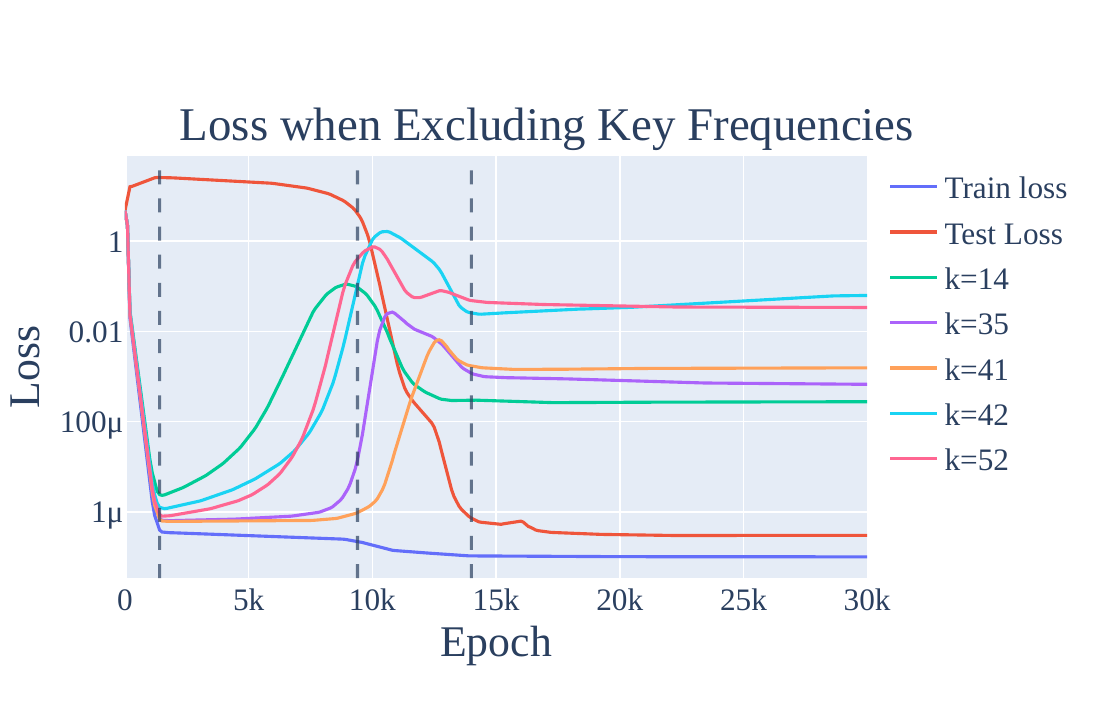 Loss when Excluding Key Frequencies
Loss
1
0.01
100μ
1μ
0
5k
10k
15k
20k
25k
30k
Epoch
Train loss
Test Loss
k=14
k=35
k=41
k=42
k=52